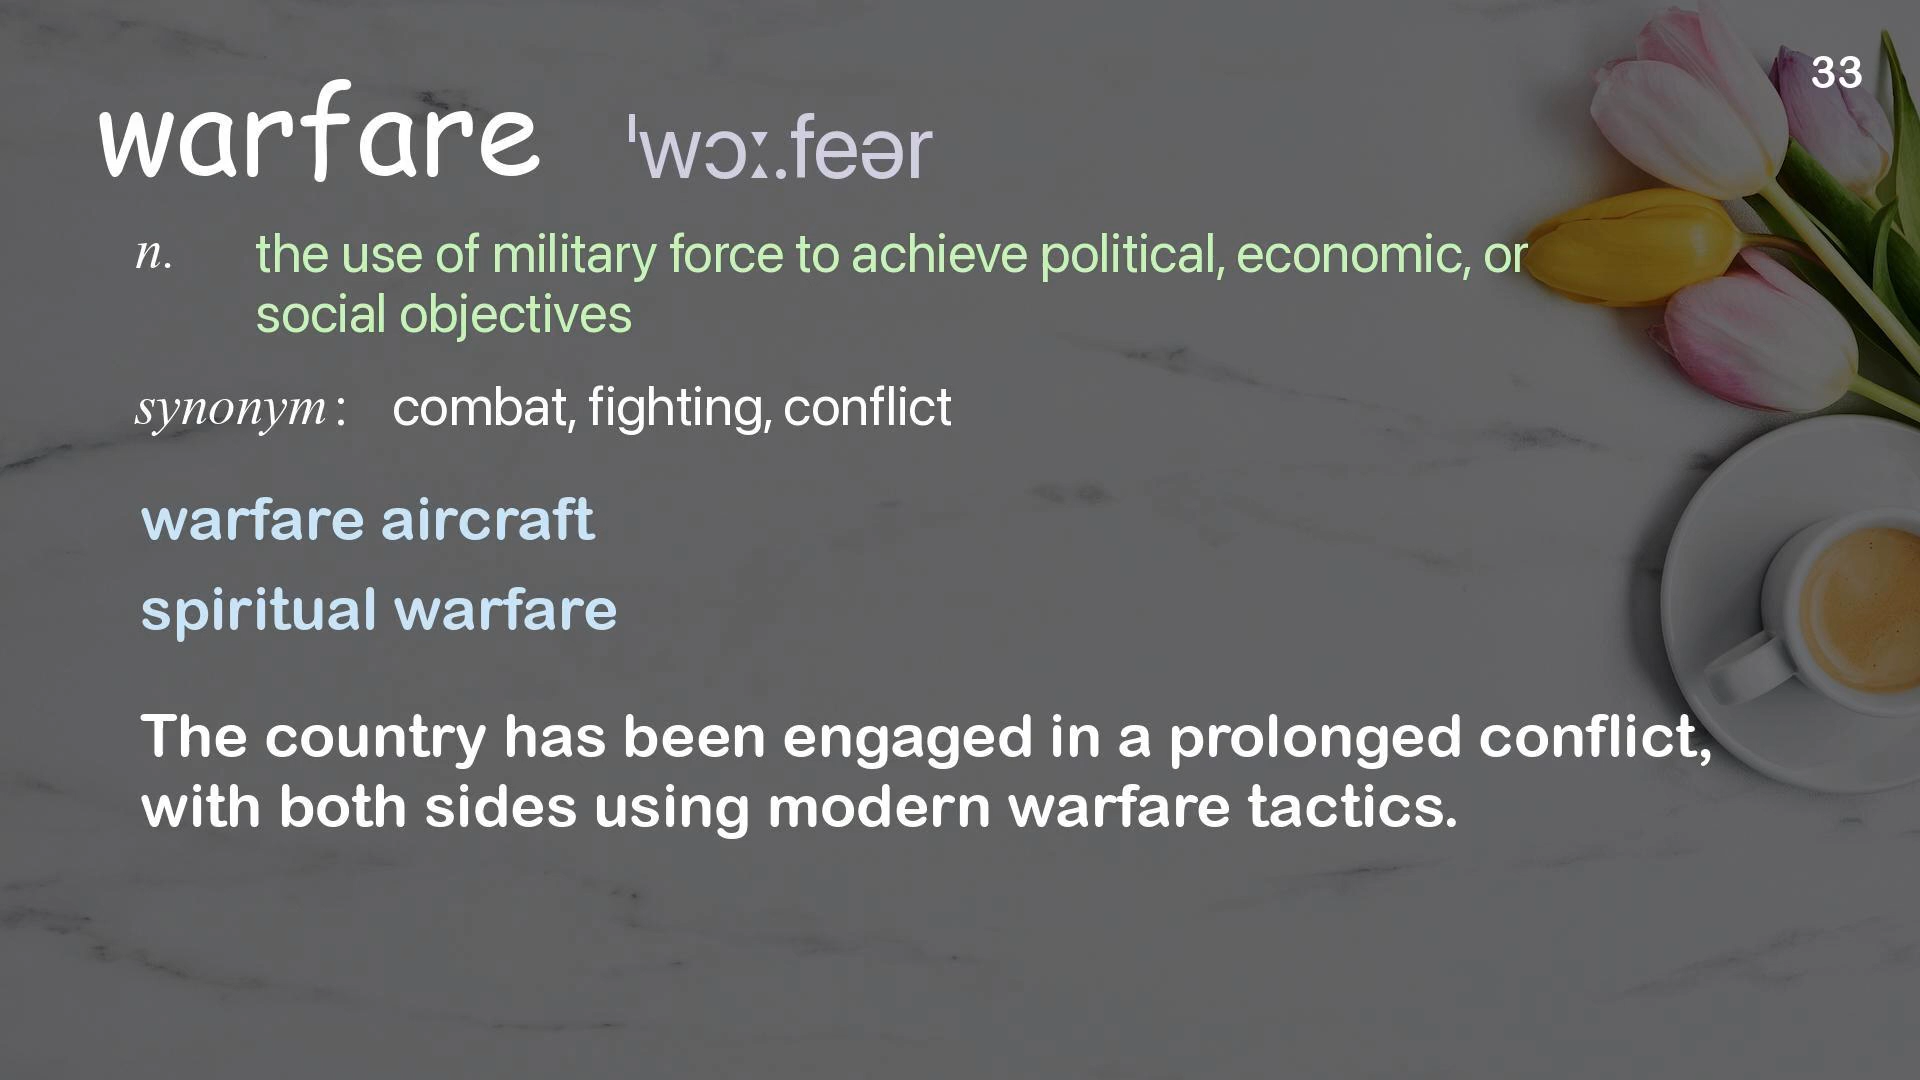 33
warfare ˈwɔː.feər
n. the use of military force to achieve political, economic, or
social objectives
synonym: combat, fighting, conflict
warfare aircraft
spiritual warfare
The country has been engaged in a prolonged conflict,
with both sides using modern warfare tactics.